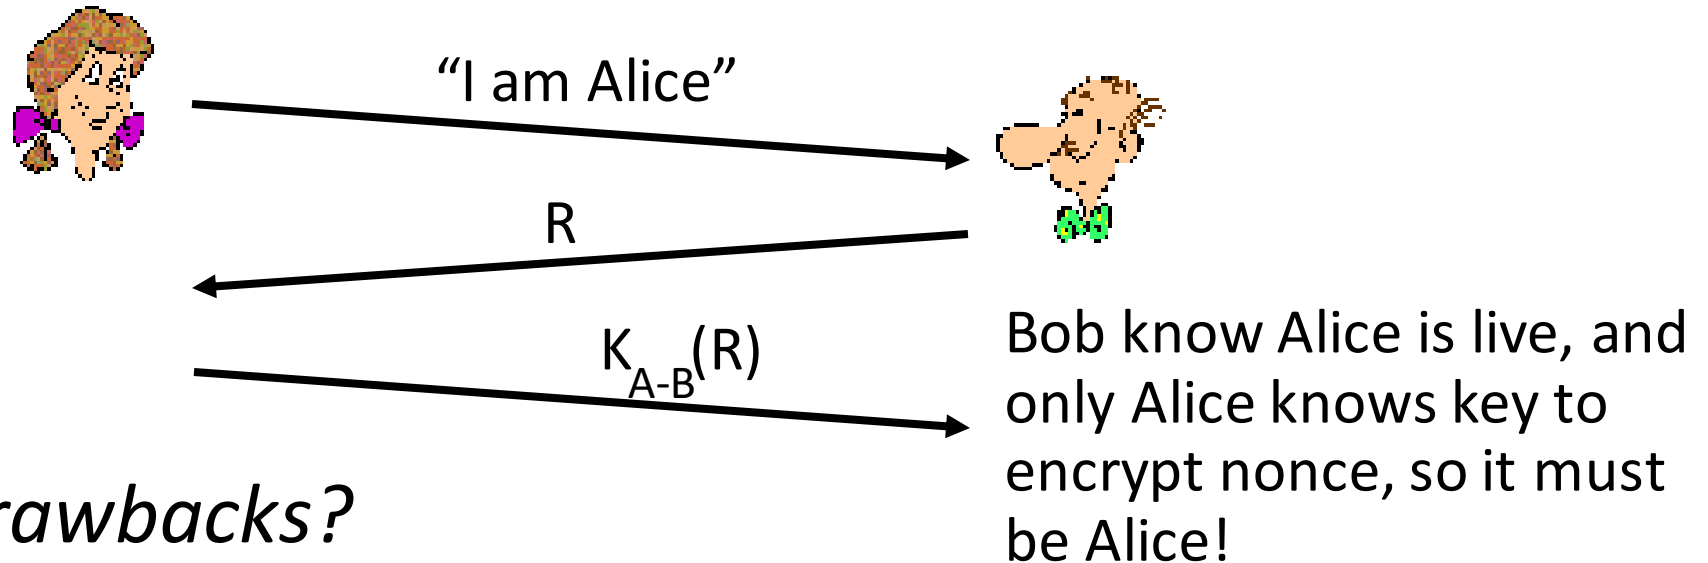 “I am Alice”
R
K A-B (R)
Bob know Alice is live, and
only Alice knows key to
encrypt nonce, so it must
be Alice!
rawbacks?